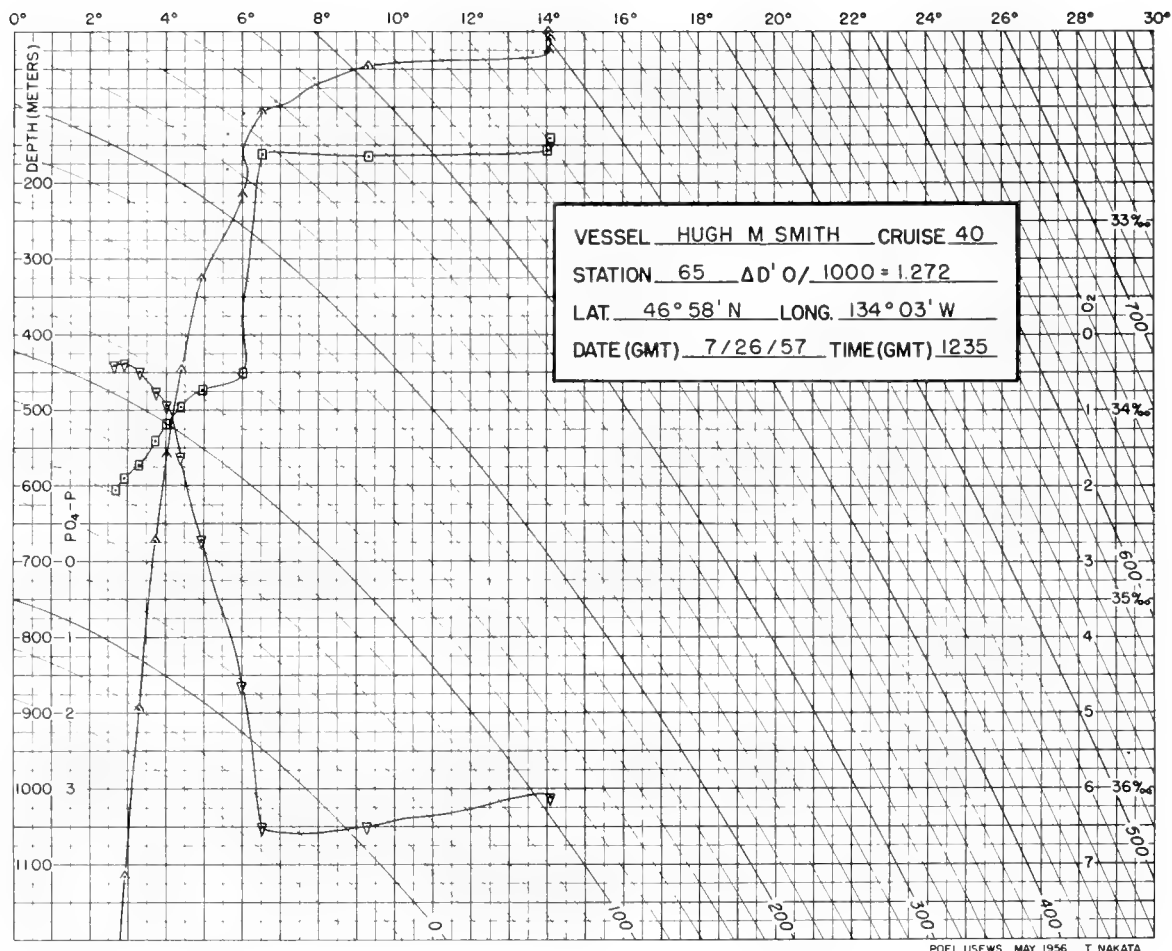 0° 2° 4° 6° 8° 10° 12° 14° 16° 18° 20° 22° 24° 26° 28° 30°
DEPTH (METERS)
200
33‰
VESSEL HUGH M SMITH CRUISE 40
STATION 65 ΔD' 0/ 1000 = 1.272
300
O₂
700
LAT. 46° 58' N LONG. 134° 03' W
400
0
DATE (GMT) 7/26/57 TIME (GMT) 1235
500
1
34‰
600
2
PO₄-P
700 0
3
600
35‰
800 1
4
900 2
5
1000 3
6
36‰
500
1100
7
0 100 200 300 400
POFI USFWS MAY 1956 T. NAKATA